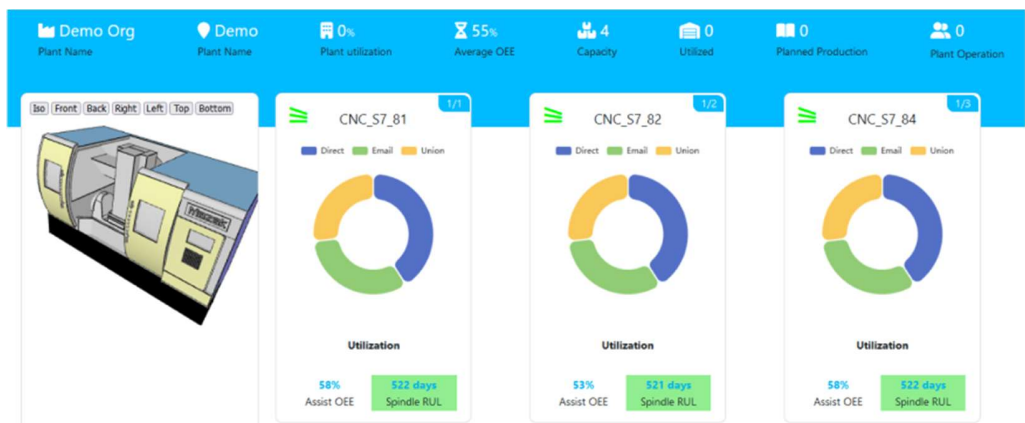 Demo Org
Plant Name
Demo
Plant Name
0%
Plant utilization
55%
Average OEE
4
Capacity
0
Utilized
0
Planned Production
0
Plant Operation
Iso Front Back Right Left Top Bottom
1/1
CNC_S7_81
Direct Email Union
Utilization
58%
Assist OEE
522 days
Spindle RUL
1/2
CNC_S7_82
Direct Email Union
Utilization
53%
Assist OEE
521 days
Spindle RUL
1/3
CNC_S7_84
Direct Email Union
Utilization
58%
Assist OEE
522 days
Spindle RUL